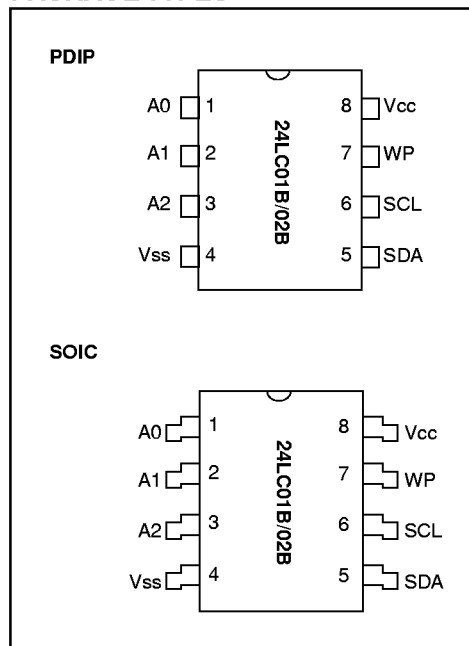 PDIP
A0 1 8 Vcc
A1 2 7 WP
A2 3 6 SCL
Vss 4 5 SDA
24LC01B/02B
SOIC
A0 1 8 Vcc
A1 2 7 WP
A2 3 6 SCL
Vss 4 5 SDA
24LC01B/02B